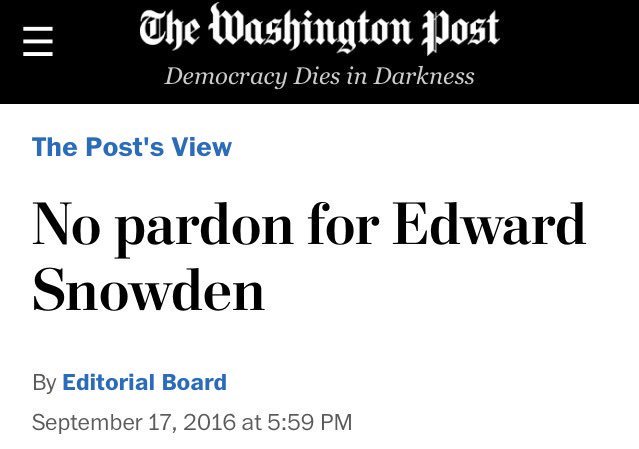 The Washington Post
Democracy Dies in Darkness
The Post's View
No pardon for Edward
Snowden
By Editorial Board
September 17, 2016 at 5:59 PM